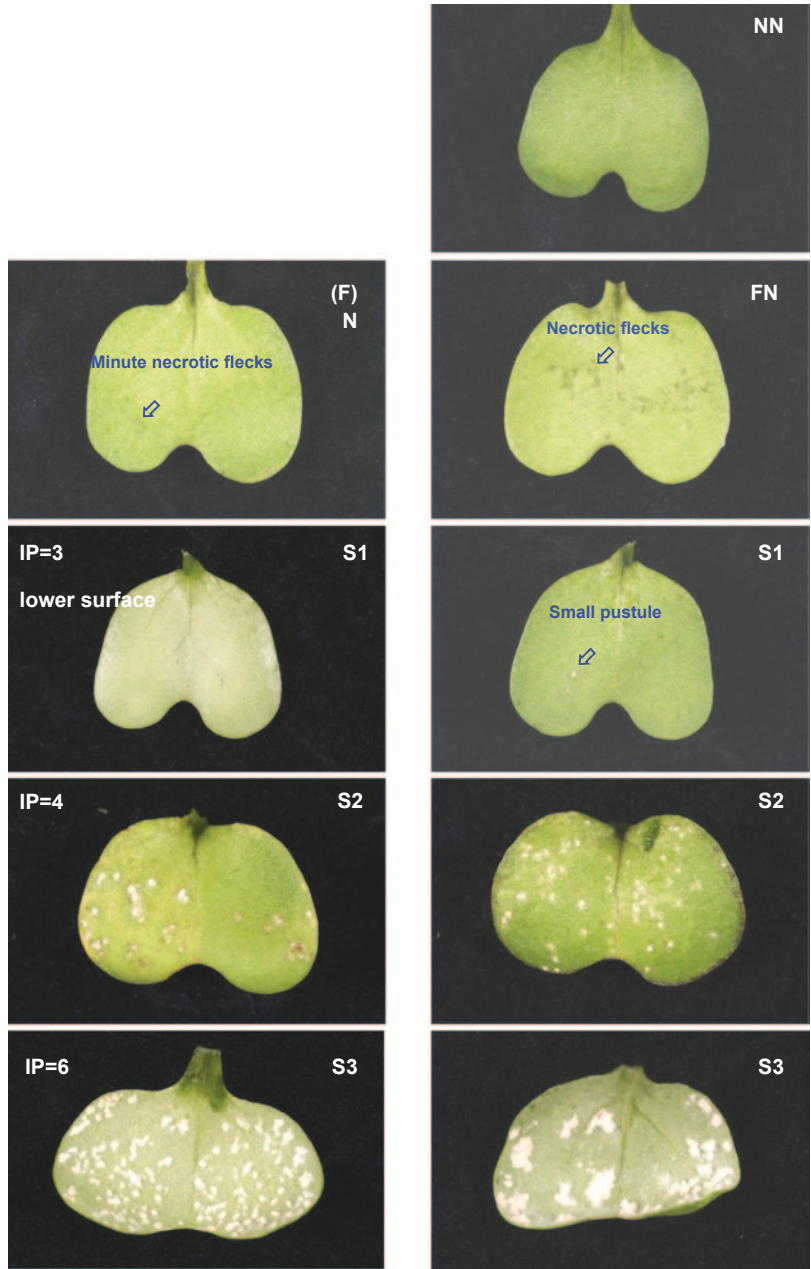 NN
(F)
N
Minute necrotic flecks
FN
Necrotic flecks
IP=3
S1
lower surface
S1
Small pustule
IP=4
S2
S2
IP=6
S3
S3